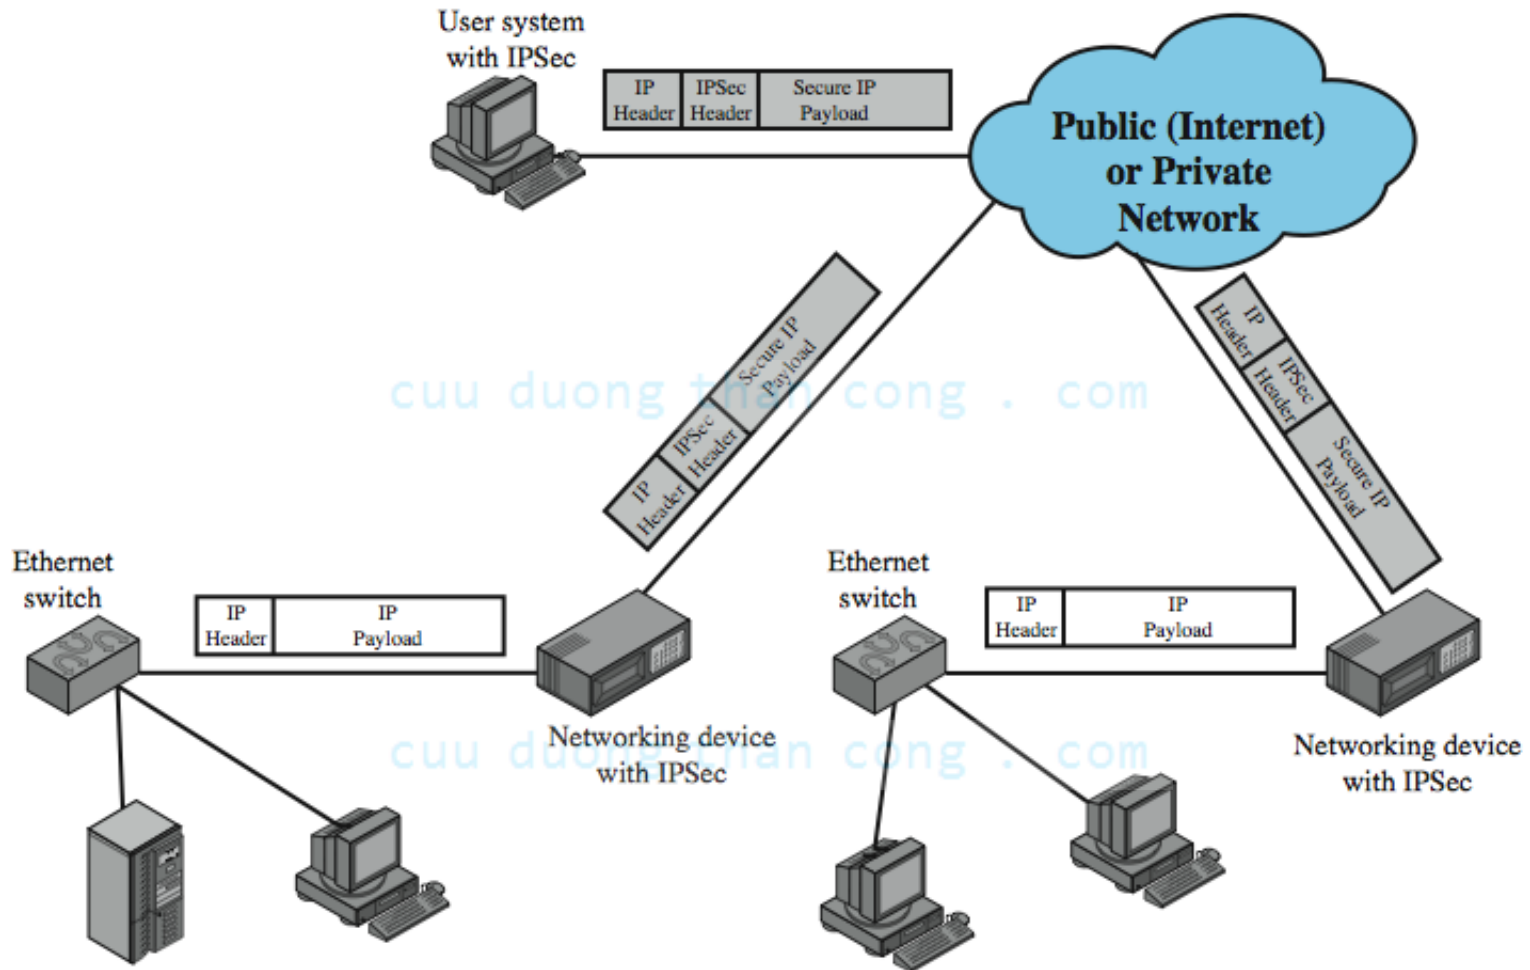 User system
with IPSec
IP
Header
IPSec
Header
Secure IP
Payload
Public (Internet)
or Private
Network
IP
Header
IPSec
Header
Secure IP
Payload
IP
Header
IPSec
Header
Secure IP
Payload
cuu duong than cong . com
Ethernet
switch
IP
Header
IP
Payload
Networking device
with IPSec
Ethernet
switch
IP
Header
IP
Payload
Networking device
with IPSec
cuu duong than cong . com